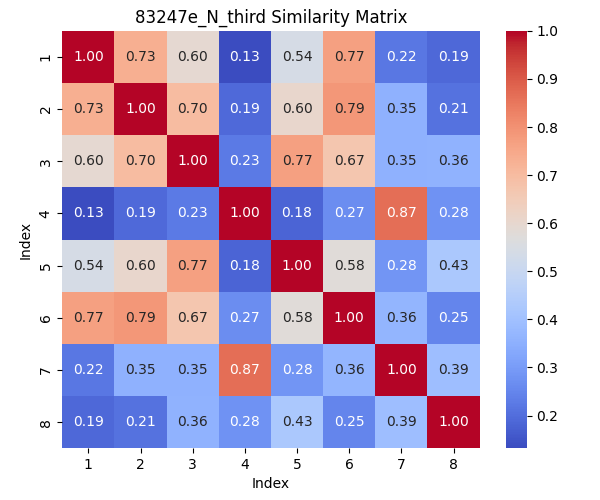 83247e_N_third Similarity Matrix
1 1.00 0.73 0.60 0.13 0.54 0.77 0.22 0.19
2 0.73 1.00 0.70 0.19 0.60 0.79 0.35 0.21
3 0.60 0.70 1.00 0.23 0.77 0.67 0.35 0.36
4 0.13 0.19 0.23 1.00 0.18 0.27 0.87 0.28
5 0.54 0.60 0.77 0.18 1.00 0.58 0.28 0.43
6 0.77 0.79 0.67 0.27 0.58 1.00 0.36 0.25
7 0.22 0.35 0.35 0.87 0.28 0.36 1.00 0.39
8 0.19 0.21 0.36 0.28 0.43 0.25 0.39 1.00
1 2 3 4 5 6 7 8
Index
Index
1.0
0.9
0.8
0.7
0.6
0.5
0.4
0.3
0.2